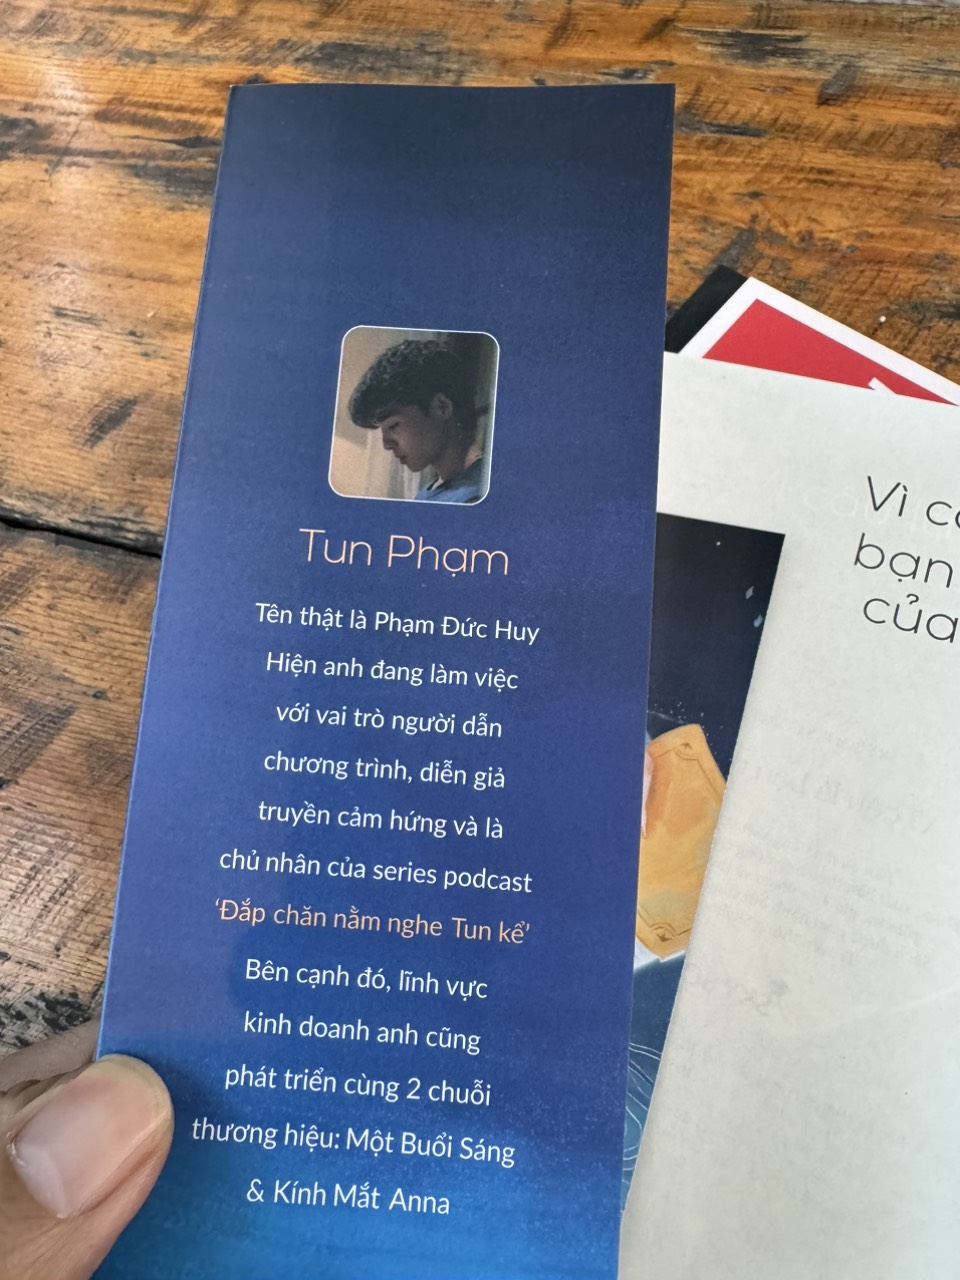 Tun Phạm
Tên thật là Phạm Đức Huy
Hiện anh đang làm việc
với vai trò người dẫn
chương trình, diễn giả
truyền cảm hứng và là
chủ nhân của series podcast
‘Đắp chăn nằm nghe Tun kể’
Bên cạnh đó, lĩnh vực
kinh doanh anh cũng
phát triển cùng 2 chuỗi
thương hiệu: Một Buổi Sáng
& Kính Mắt Anna
Vì
bạn
của